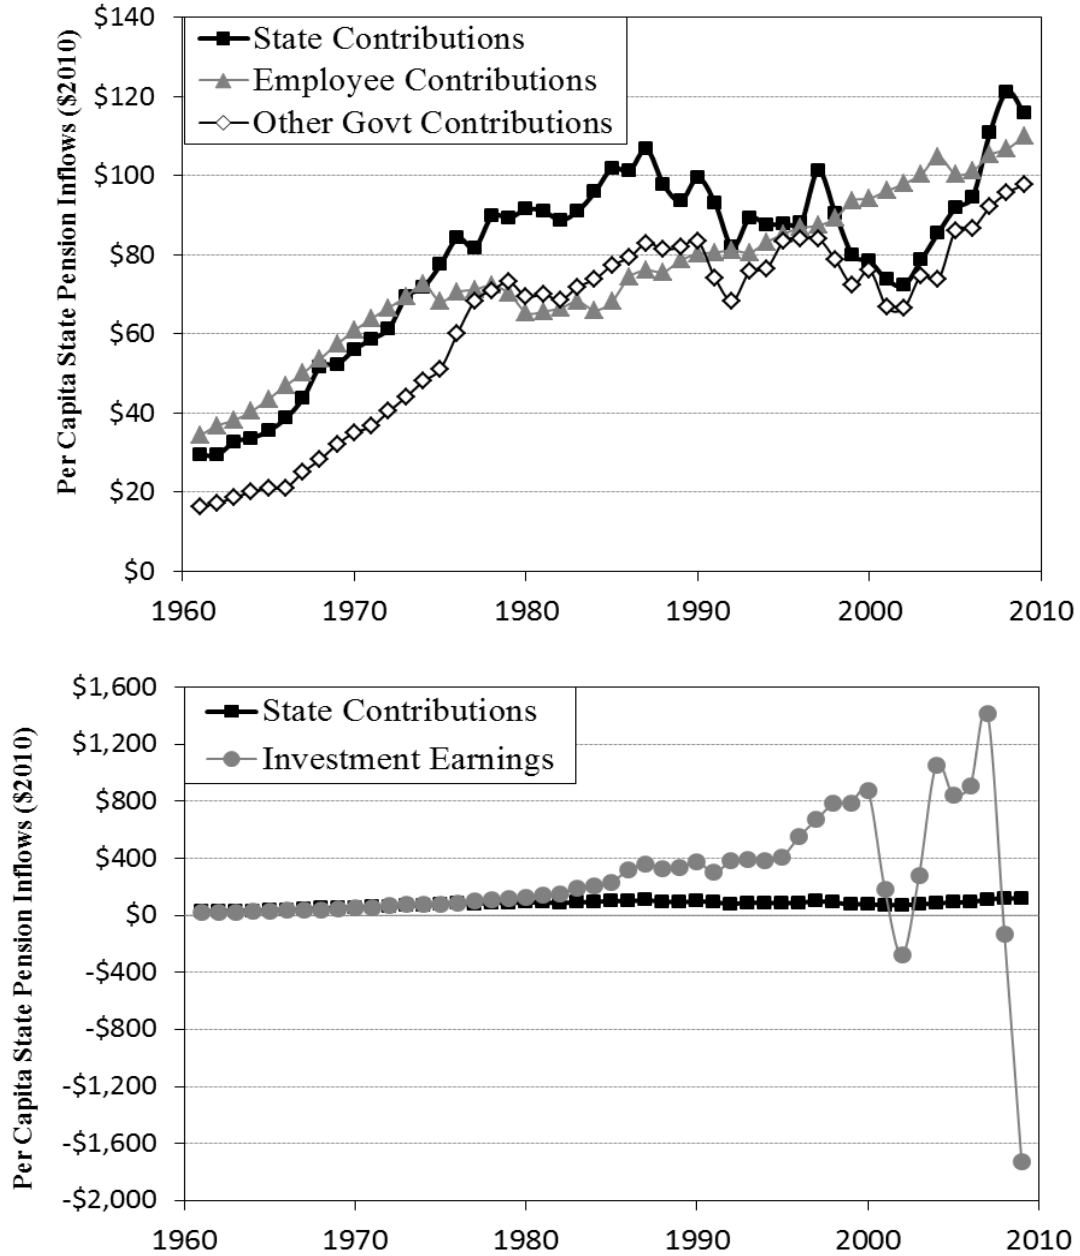 Per Capita State Pension Inflows ($2010)
$140
$120
$100
$80
$60
$40
$20
$0
State Contributions
Employee Contributions
Other Govt Contributions
1960 1970 1980 1990 2000 2010
Per Capita State Pension Inflows ($2010)
$1,600
$1,200
$800
$400
$0
-$400
-$800
-$1,200
-$1,600
-$2,000
State Contributions
Investment Earnings
1960 1970 1980 1990 2000 2010